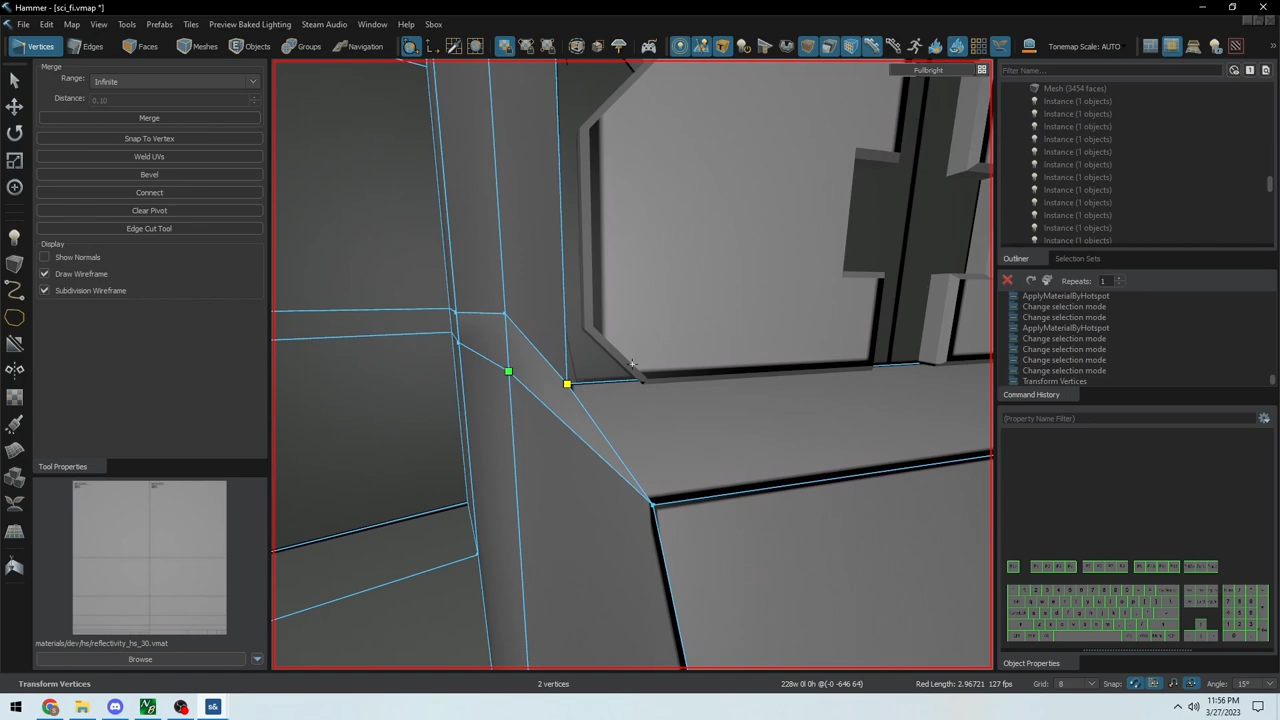 Hammer - [sci_fi.vmap *]
File Edit Map View Tools Prefabs Tiles Preview Baked Lighting Steam Audio Window Help Sbox
Vertices Edges Faces Meshes Objects Groups Navigation Tonemap Scale: AUTO
Merge
Range: Infinite
Distance: 0.10
Merge
Snap To Vertex
Weld UVs
Bevel
Connect
Clear Pivot
Edge Cut Tool
Display
Show Normals
Draw Wireframe
Subdivision Wireframe
Tool Properties
materials/dev/hs/reflectivity_hs_30.vmat
Browse
Fullbright
Filter Name...
Mesh (3454 faces)
Instance (1 objects)
Instance (1 objects)
Instance (1 objects)
Instance (1 objects)
Instance (1 objects)
Instance (1 objects)
Instance (1 objects)
Instance (1 objects)
Instance (1 objects)
Instance (1 objects)
Instance (1 objects)
Instance (1 objects)
Outliner Selection Sets
Repeats: 1
ApplyMaterialByHotspot
Change selection mode
Change selection mode
ApplyMaterialByHotspot
Change selection mode
Change selection mode
Change selection mode
Change selection mode
Transform Vertices
Command History
(Property Name Filter)
Object Properties
Transform Vertices 2 vertices 228w 0l 0h @(-0 -646 64) Red Length: 2.96721 127 fps Grid: 8 Snap: Angle: 15°
11:56 PM
3/27/2023